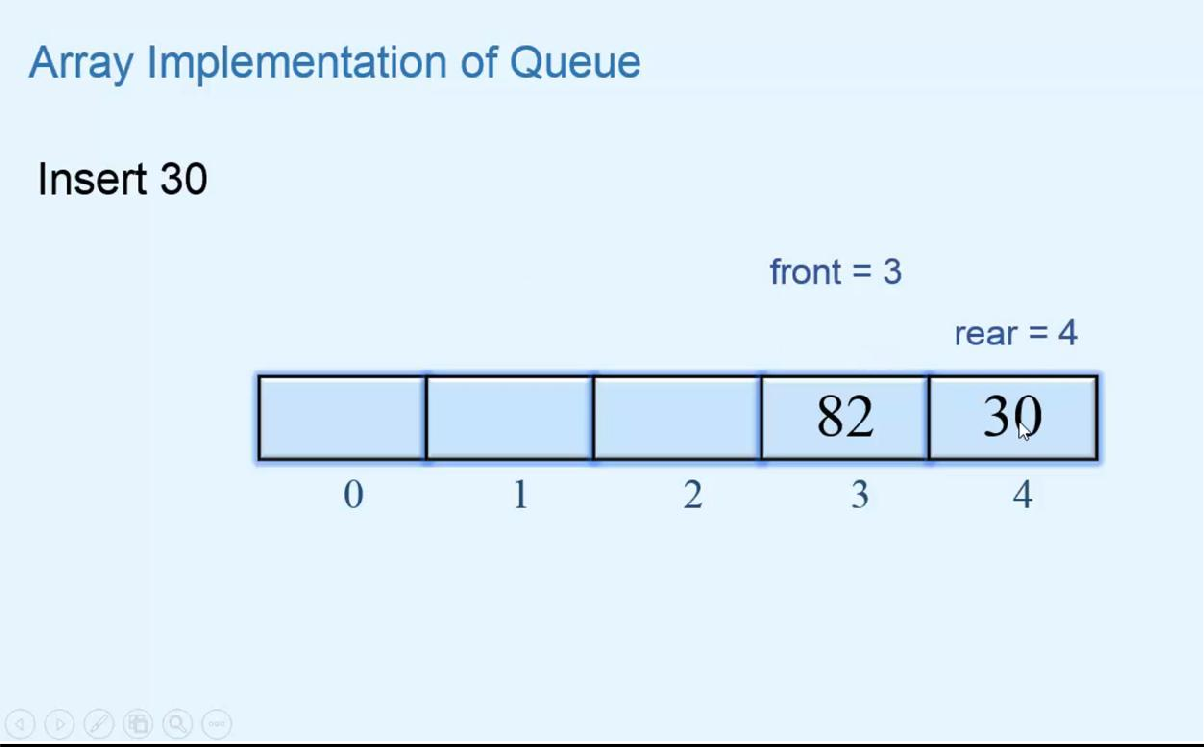 Array Implementation of Queue
Insert 30
front = 3
rear = 4
82 30
0 1 2 3 4